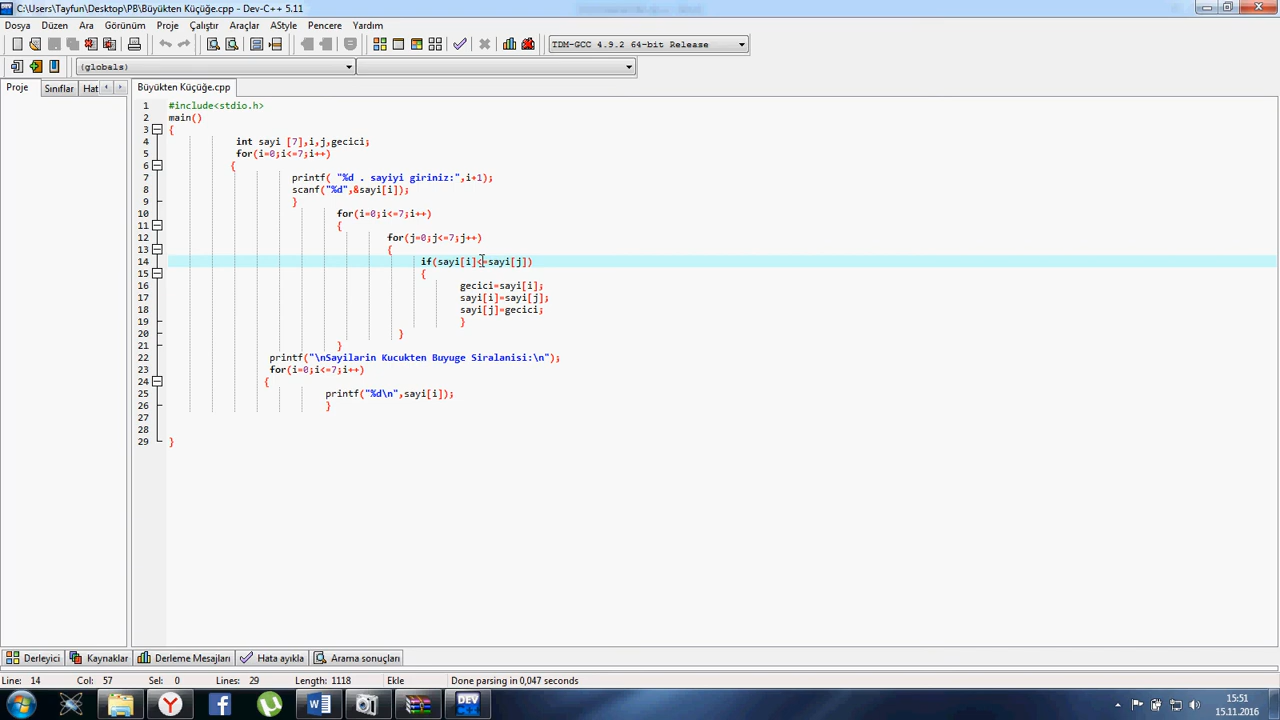 C:\Users\Tayfun\Desktop\PB\Büyükten Küçüğe.cpp - Dev-C++ 5.11
Dosya Düzen Ara Görünüm Proje Çalıştır Araçlar AStyle Pencere Yardım
TDM-GCC 4.9.2 64-bit Release
(globals)
Proje Sınıflar Hat
Büyükten Küçüğe.cpp
1 #include<stdio.h>
2 main()
3 {
4 int sayi [7],i,j,gecici;
5 for(i=0;i<=7;i++)
6 {
7 printf( "%d . sayiyi giriniz:",i+1);
8 scanf("%d",&sayi[i]);
9 }
10 for(i=0;i<=7;i++)
11 {
12 for(j=0;j<=7;j++)
13 {
14 if(sayi[i]<=sayi[j])
15 {
16 gecici=sayi[i];
17 sayi[i]=sayi[j];
18 sayi[j]=gecici;
19 }
20 }
21 }
22 printf("\nSayilarin Kucukten Buyuge Siralanisi:\n");
23 for(i=0;i<=7;i++)
24 {
25 printf("%d\n",sayi[i]);
26 }
27
28
29 }
Derleyici Kaynaklar Derleme Mesajları Hata ayıkla Arama sonuçları
Line: 14 Col: 57 Sel: 0 Lines: 29 Length: 1118 Ekle Done parsing in 0,047 seconds
DEV
15:51
15.11.2016